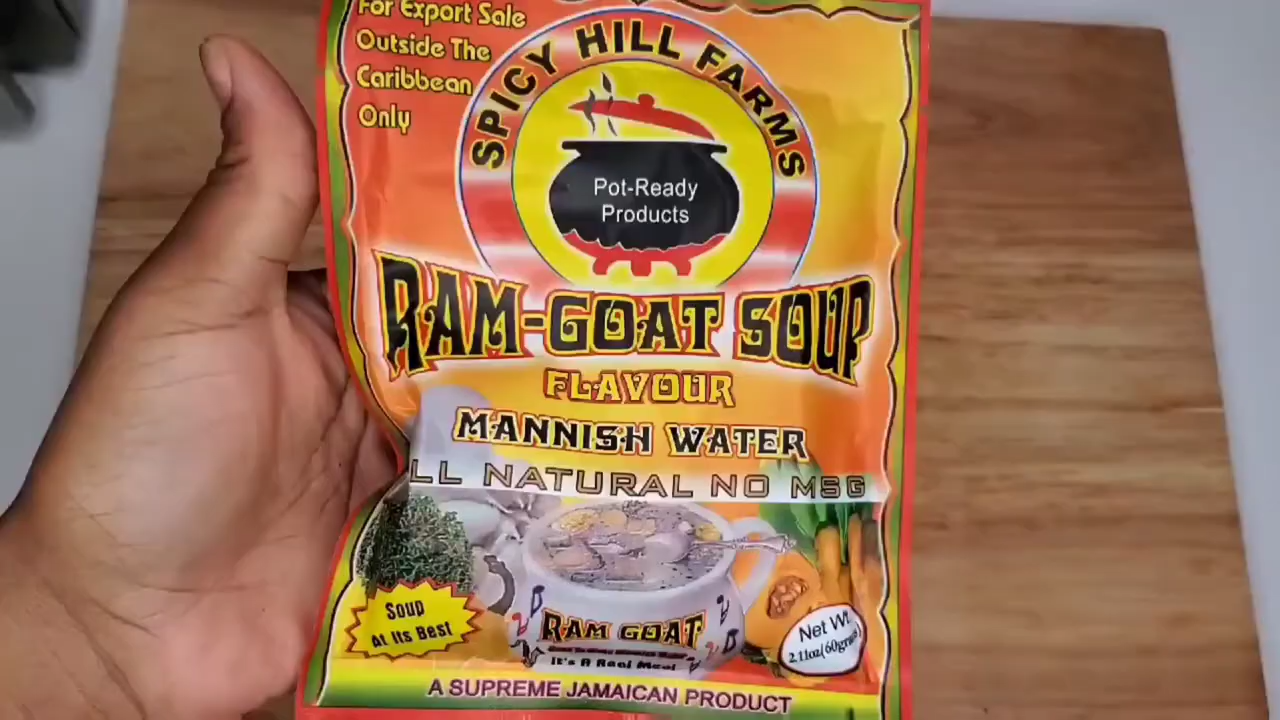 For Export Sale
Outside The
Caribbean
Only
SPICY HILL FARMS
Pot-Ready
Products
RAM-GOAT SOUP
FLAVOUR
MANNISH WATER
LL NATURAL NO MSG
Soup
At Its Best
RAM GOAT
It's A Real Meal
Net Wt.
2.11oz(60grams)
A SUPREME JAMAICAN PRODUCT